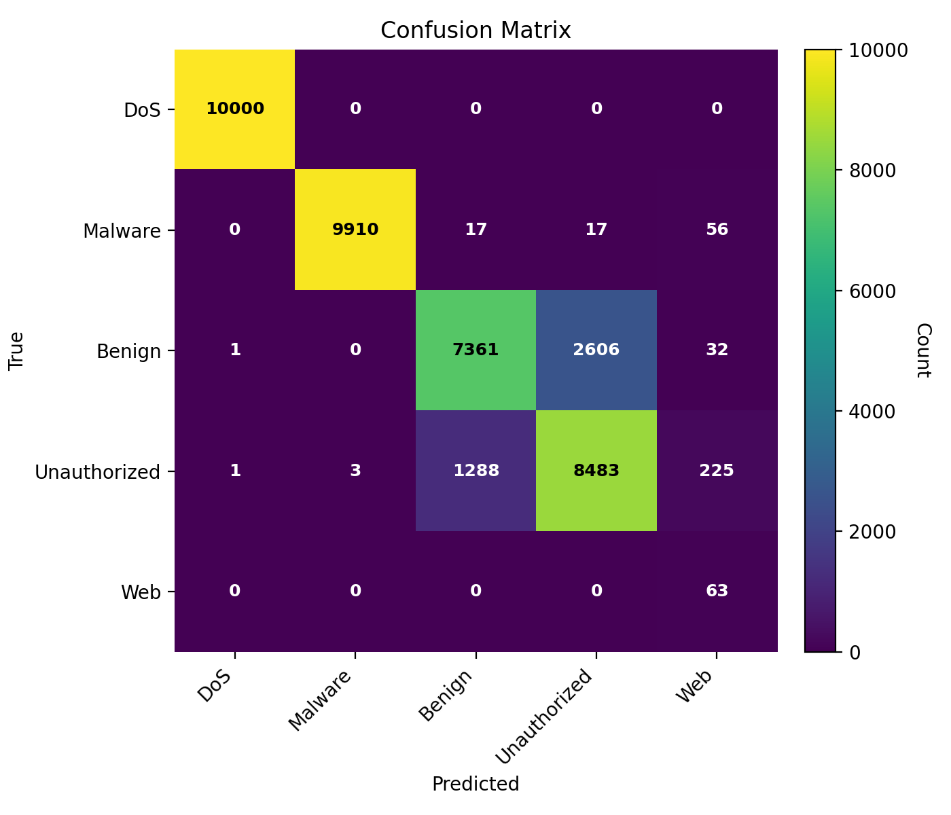 Confusion Matrix
DoS 10000 0 0 0 0
Malware 0 9910 17 17 56
Benign 1 0 7361 2606 32
Unauthorized 1 3 1288 8483 225
Web 0 0 0 0 63
True
DoS Malware Benign Unauthorized Web
Predicted
10000
8000
6000
4000
2000
0
Count